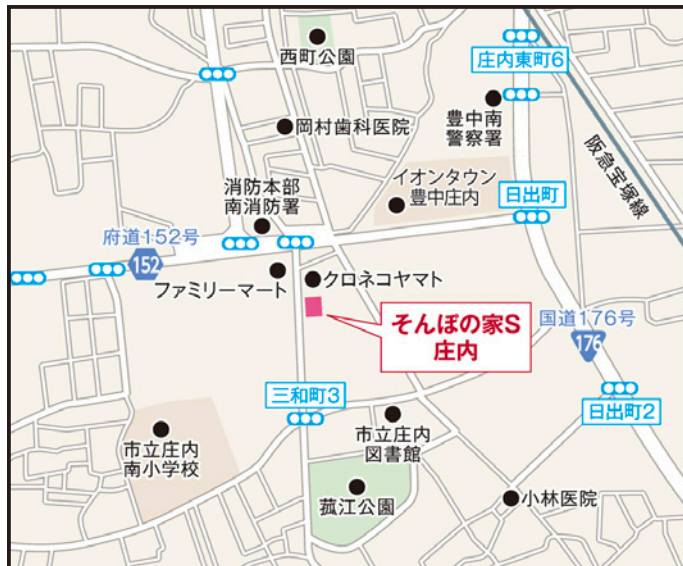 西町公園
庄内東町6
岡村歯科医院
豊中南
警察署
阪急宝塚線
消防本部
南消防署
イオンタウン
豊中庄内
日出町
府道152号
152
ファミリーマート
クロネコヤマト
そんぽの家S
庄内
国道176号
176
三和町3
日出町2
市立庄内
南小学校
市立庄内
図書館
菰江公園
小林医院